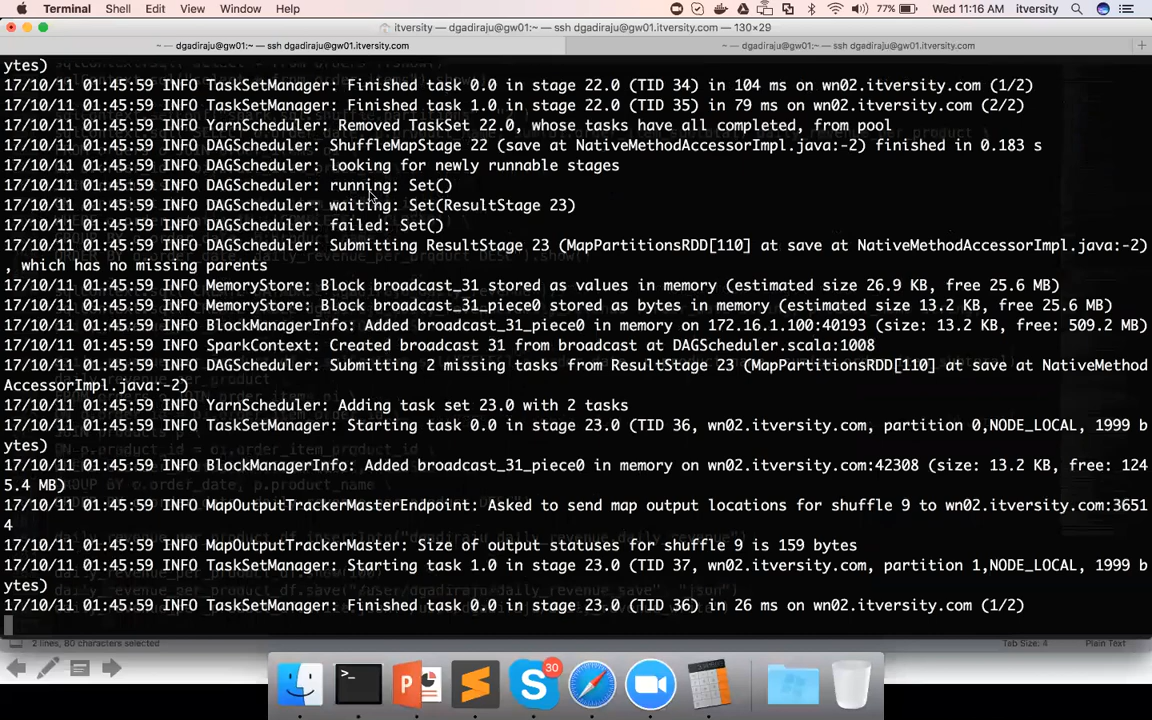 Terminal Shell Edit View Window Help 77% Wed 11:16 AM itversity
itversity — dgadiraju@gw01:~ — ssh dgadiraju@gw01.itversity.com — 130×29
~ — dgadiraju@gw01:~ — ssh dgadiraju@gw01.itversity.com
~ — dgadiraju@gw01:~ — ssh dgadiraju@gw01.itversity.com
ytes)
17/10/11 01:45:59 INFO TaskSetManager: Finished task 0.0 in stage 22.0 (TID 34) in 104 ms on wn02.itversity.com (1/2)
17/10/11 01:45:59 INFO TaskSetManager: Finished task 1.0 in stage 22.0 (TID 35) in 79 ms on wn02.itversity.com (2/2)
17/10/11 01:45:59 INFO YarnScheduler: Removed TaskSet 22.0, whose tasks have all completed, from pool
17/10/11 01:45:59 INFO DAGScheduler: ShuffleMapStage 22 (save at NativeMethodAccessorImpl.java:-2) finished in 0.183 s
17/10/11 01:45:59 INFO DAGScheduler: looking for newly runnable stages
17/10/11 01:45:59 INFO DAGScheduler: running: Set()
17/10/11 01:45:59 INFO DAGScheduler: waiting: Set(ResultStage 23)
17/10/11 01:45:59 INFO DAGScheduler: failed: Set()
17/10/11 01:45:59 INFO DAGScheduler: Submitting ResultStage 23 (MapPartitionsRDD[110] at save at NativeMethodAccessorImpl.java:-2)
, which has no missing parents
17/10/11 01:45:59 INFO MemoryStore: Block broadcast_31 stored as values in memory (estimated size 26.9 KB, free 25.6 MB)
17/10/11 01:45:59 INFO MemoryStore: Block broadcast_31_piece0 stored as bytes in memory (estimated size 13.2 KB, free 25.6 MB)
17/10/11 01:45:59 INFO BlockManagerInfo: Added broadcast_31_piece0 in memory on 172.16.1.100:40193 (size: 13.2 KB, free: 509.2 MB)
17/10/11 01:45:59 INFO SparkContext: Created broadcast 31 from broadcast at DAGScheduler.scala:1008
17/10/11 01:45:59 INFO DAGScheduler: Submitting 2 missing tasks from ResultStage 23 (MapPartitionsRDD[110] at save at NativeMethod
AccessorImpl.java:-2)
17/10/11 01:45:59 INFO YarnScheduler: Adding task set 23.0 with 2 tasks
17/10/11 01:45:59 INFO TaskSetManager: Starting task 0.0 in stage 23.0 (TID 36, wn02.itversity.com, partition 0,NODE_LOCAL, 1999 b
ytes)
17/10/11 01:45:59 INFO BlockManagerInfo: Added broadcast_31_piece0 in memory on wn02.itversity.com:42308 (size: 13.2 KB, free: 124
5.4 MB)
17/10/11 01:45:59 INFO MapOutputTrackerMasterEndpoint: Asked to send map output locations for shuffle 9 to wn02.itversity.com:3651
4
17/10/11 01:45:59 INFO MapOutputTrackerMaster: Size of output statuses for shuffle 9 is 159 bytes
17/10/11 01:45:59 INFO TaskSetManager: Starting task 1.0 in stage 23.0 (TID 37, wn02.itversity.com, partition 1,NODE_LOCAL, 1999 b
ytes)
17/10/11 01:45:59 INFO TaskSetManager: Finished task 0.0 in stage 23.0 (TID 36) in 26 ms on wn02.itversity.com (1/2)
2 lines, 80 characters selected
Tab Size: 4 Plain Text
30